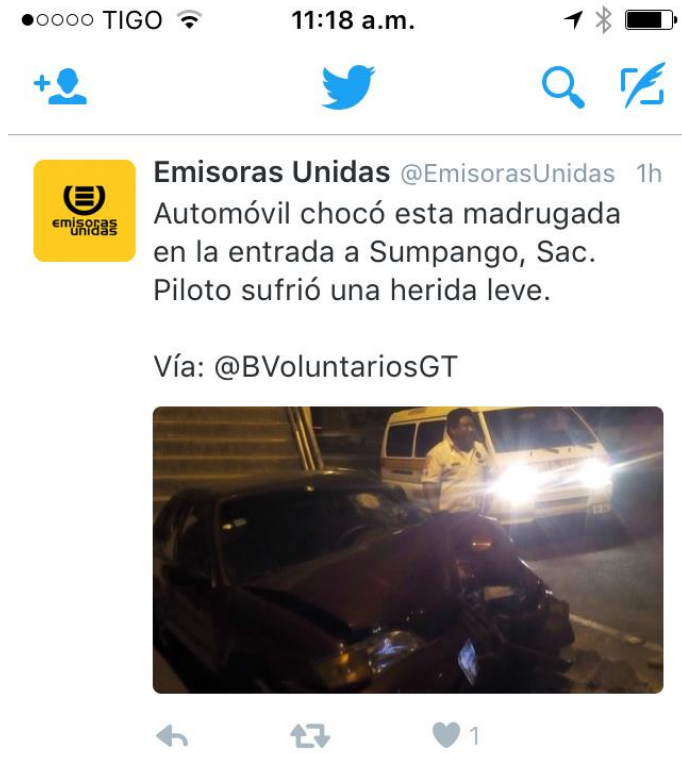 TIGO 11:18 a.m.
Emisoras Unidas @EmisorasUnidas 1h
emisoras
unidas
Automóvil chocó esta madrugada
en la entrada a Sumpango, Sac.
Piloto sufrió una herida leve.
Vía: @BVoluntariosGT
1